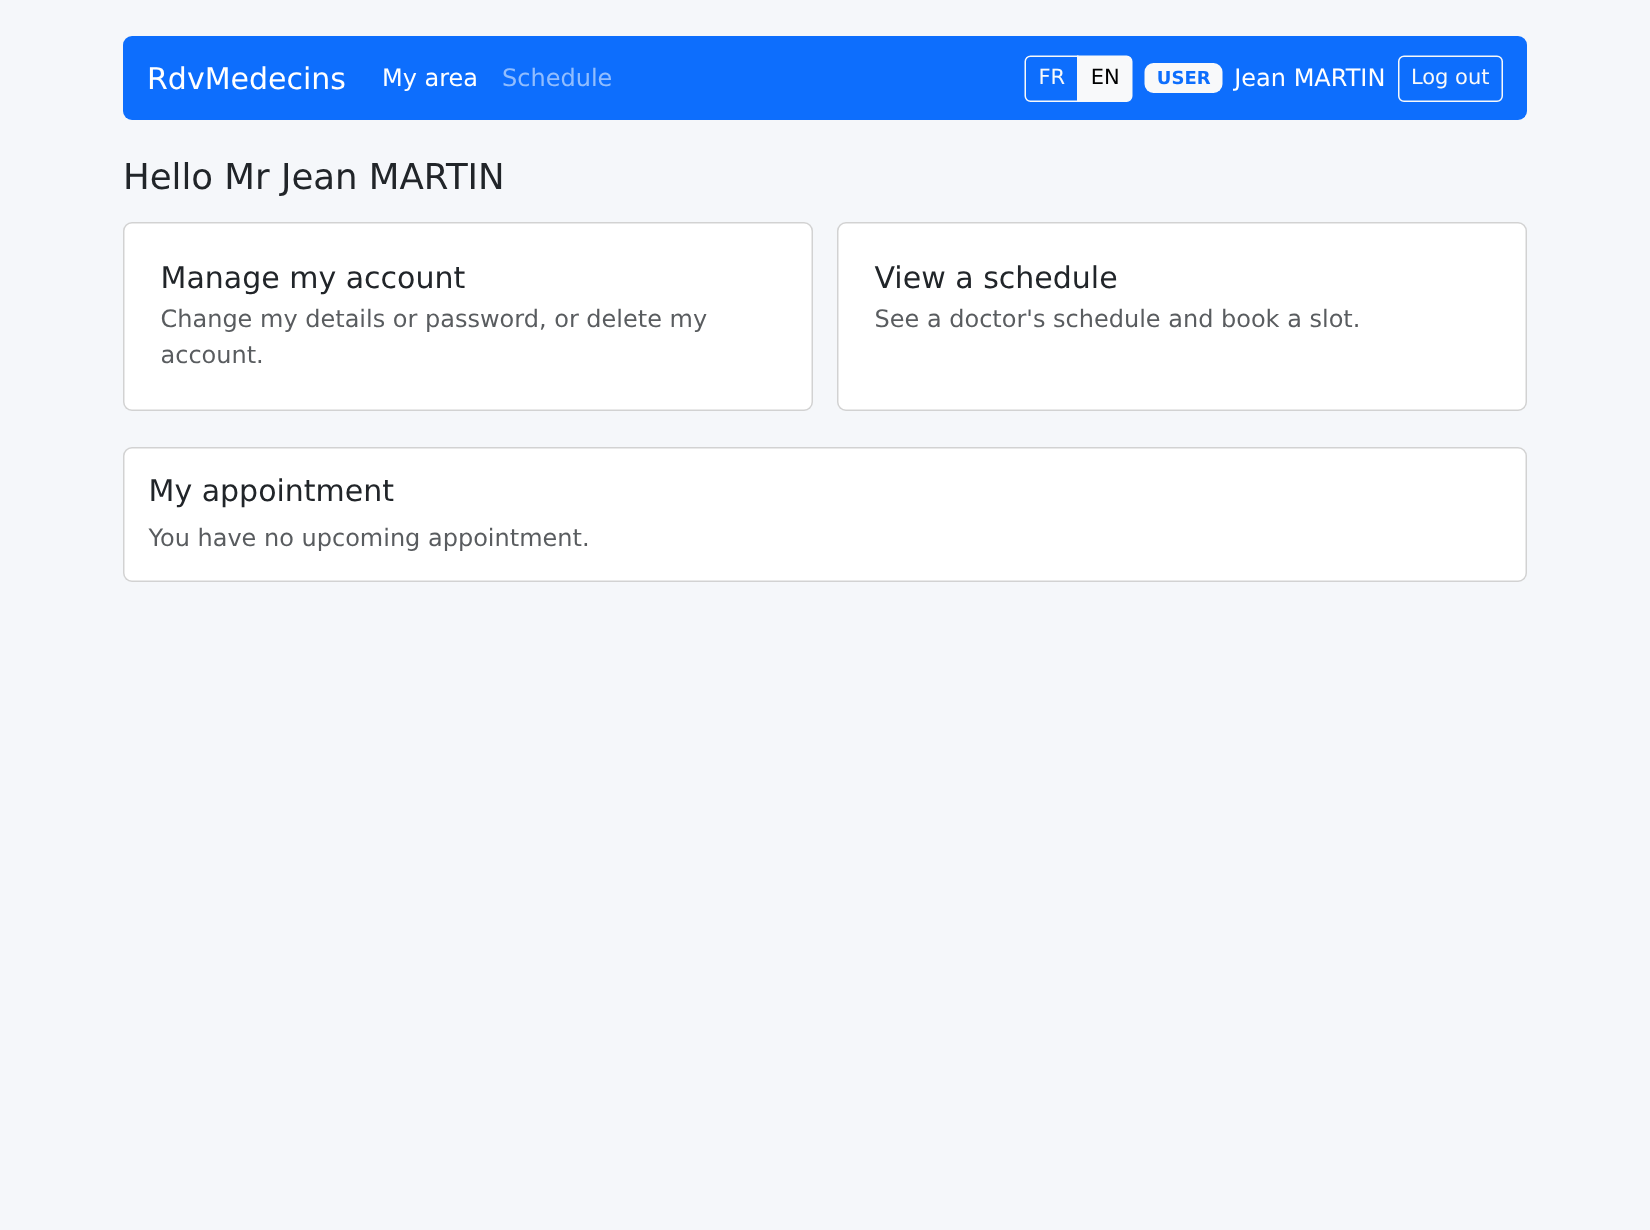 RdvMedecins My area Schedule FR EN USER Jean MARTIN Log out
Hello Mr Jean MARTIN
Manage my account
Change my details or password, or delete my
account.
View a schedule
See a doctor's schedule and book a slot.
My appointment
You have no upcoming appointment.